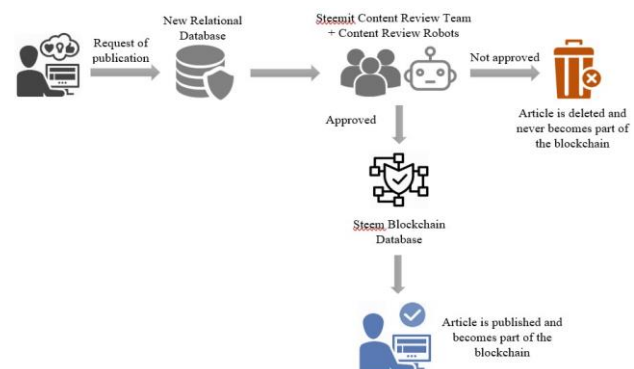 Request of
publication
New Relational
Database
Steemit Content Review Team
+ Content Review Robots
Not approved
Article is deleted and
never becomes part of
the blockchain
Approved
Steem Blockchain
Database
Article is published and
becomes part of the
blockchain